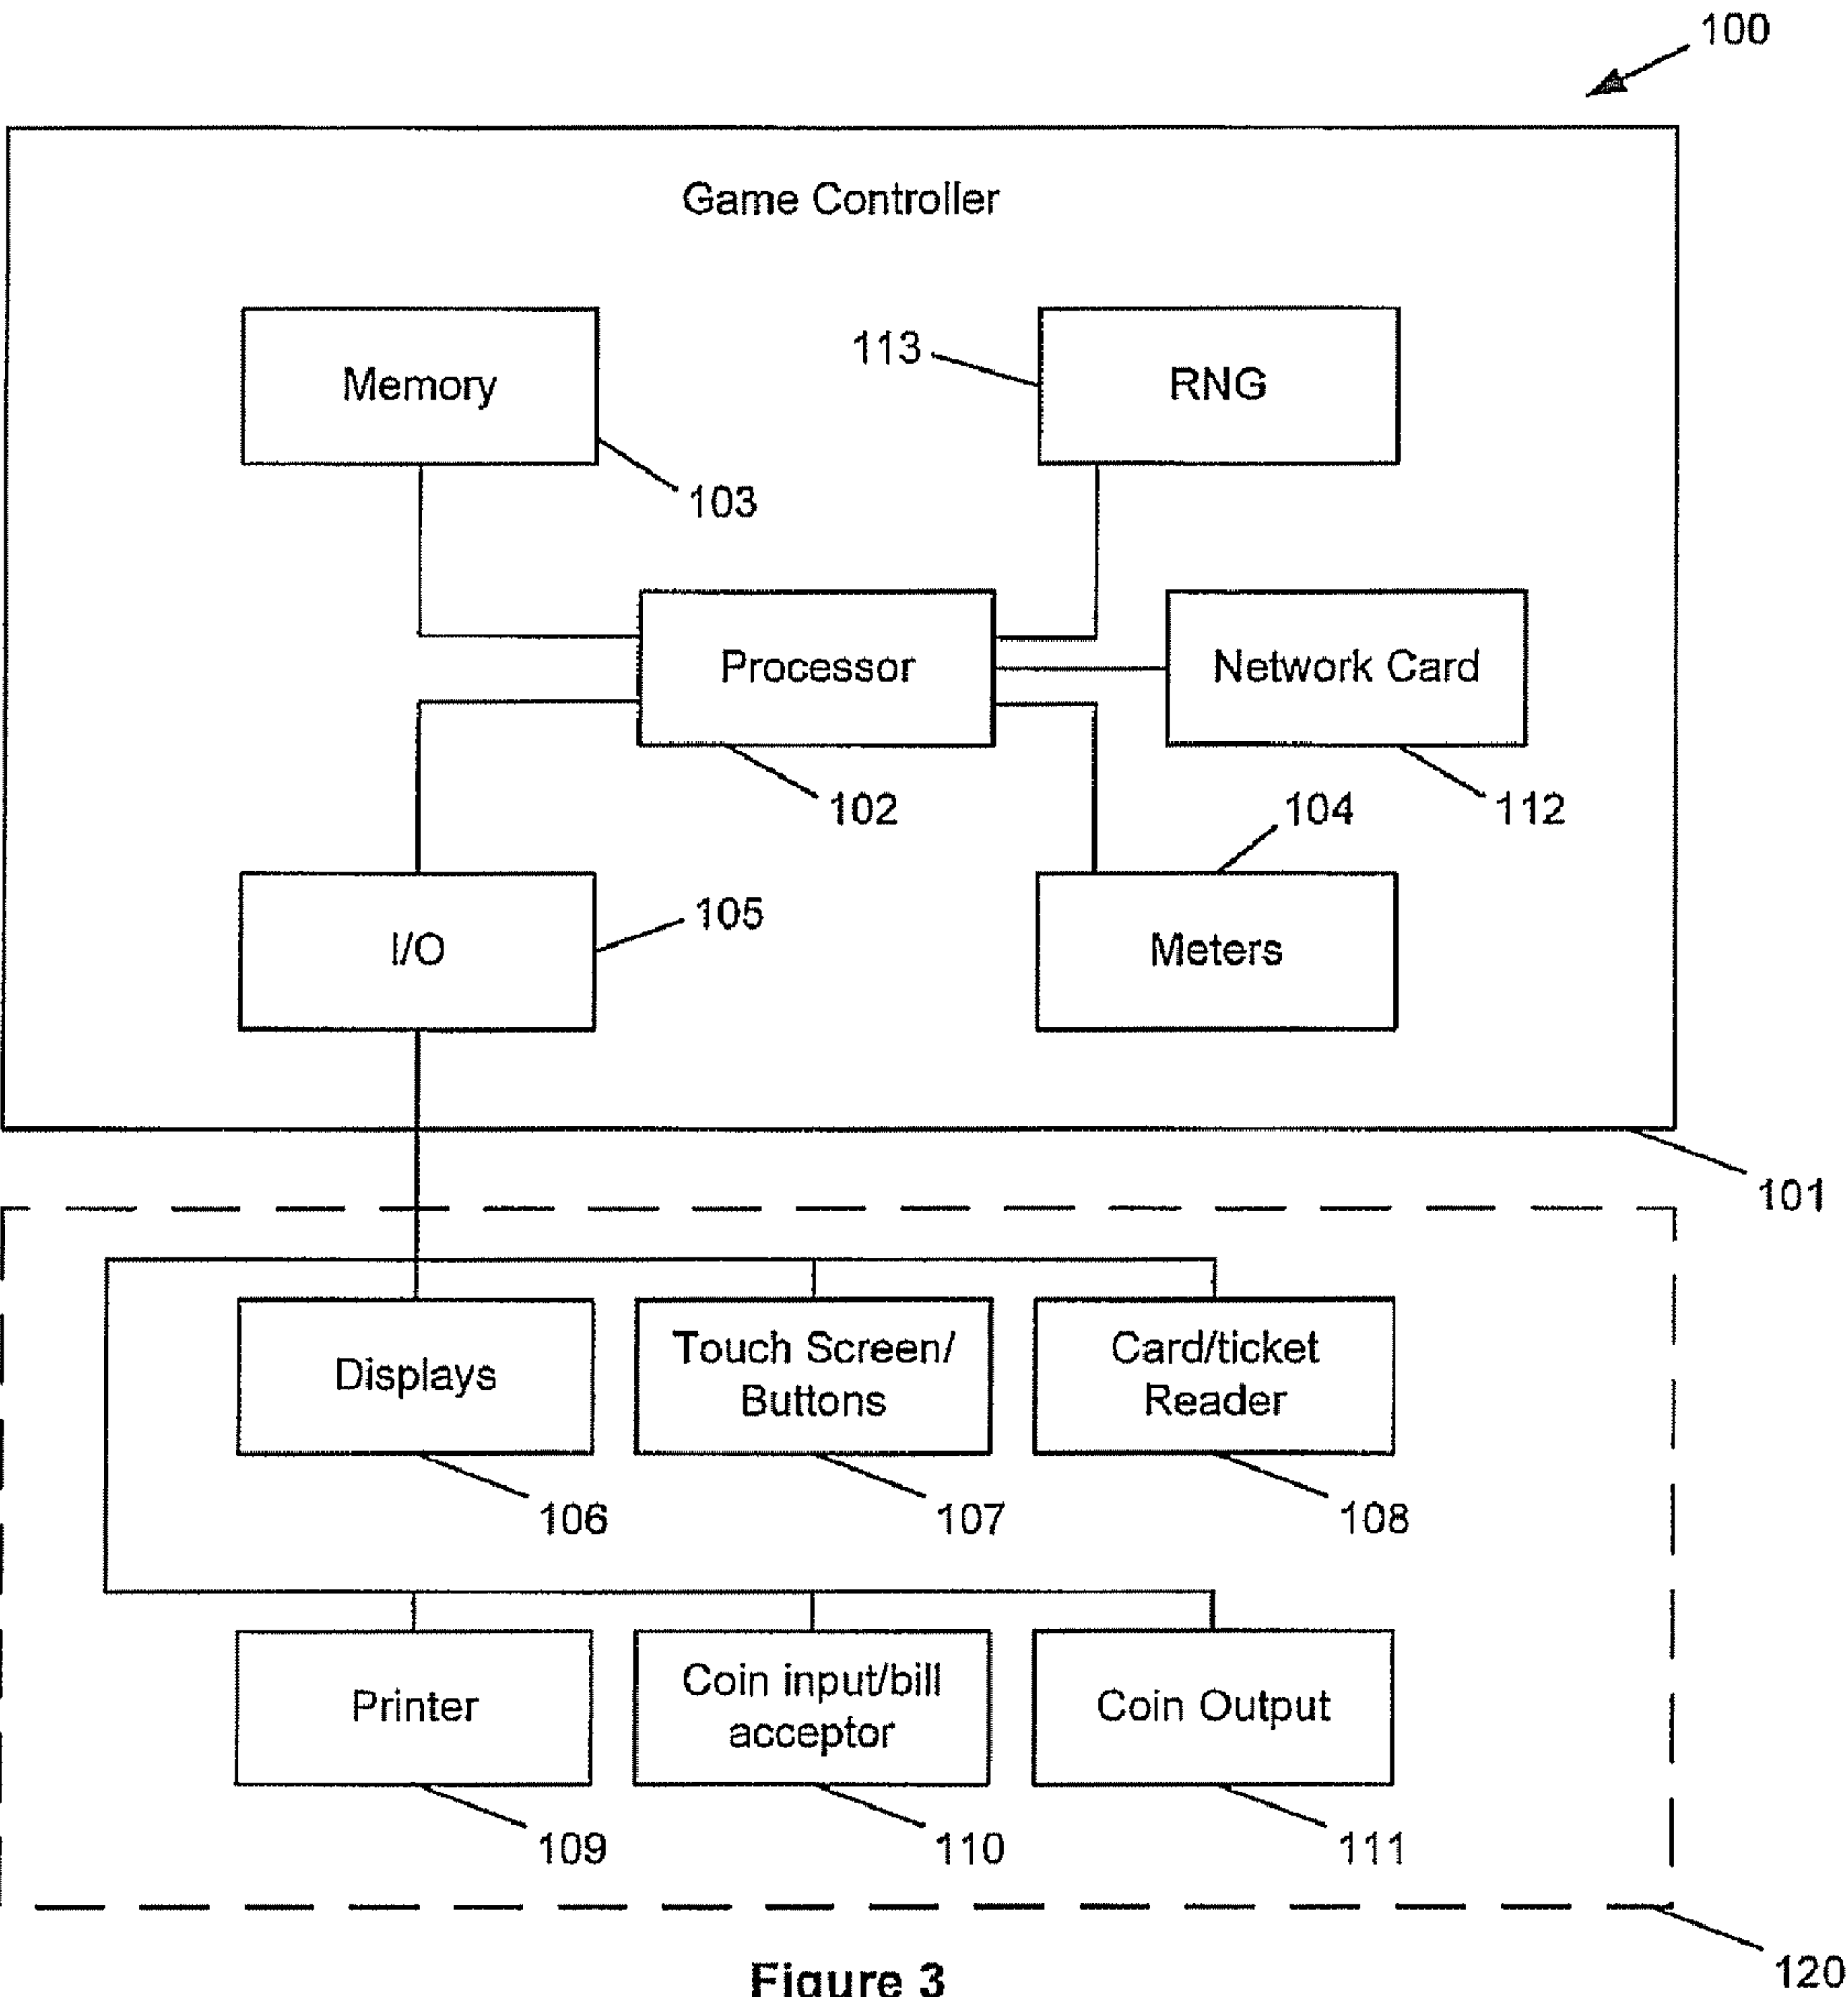 100
Game Controller
Memory
113
RNG
103
Processor
Network Card
102
104
112
I/O
105
Meters
101
Displays
Touch Screen/
Buttons
Card/ticket
Reader
106
107
108
Printer
Coin input/bill
acceptor
Coin Output
109
110
111
120
Figure 3